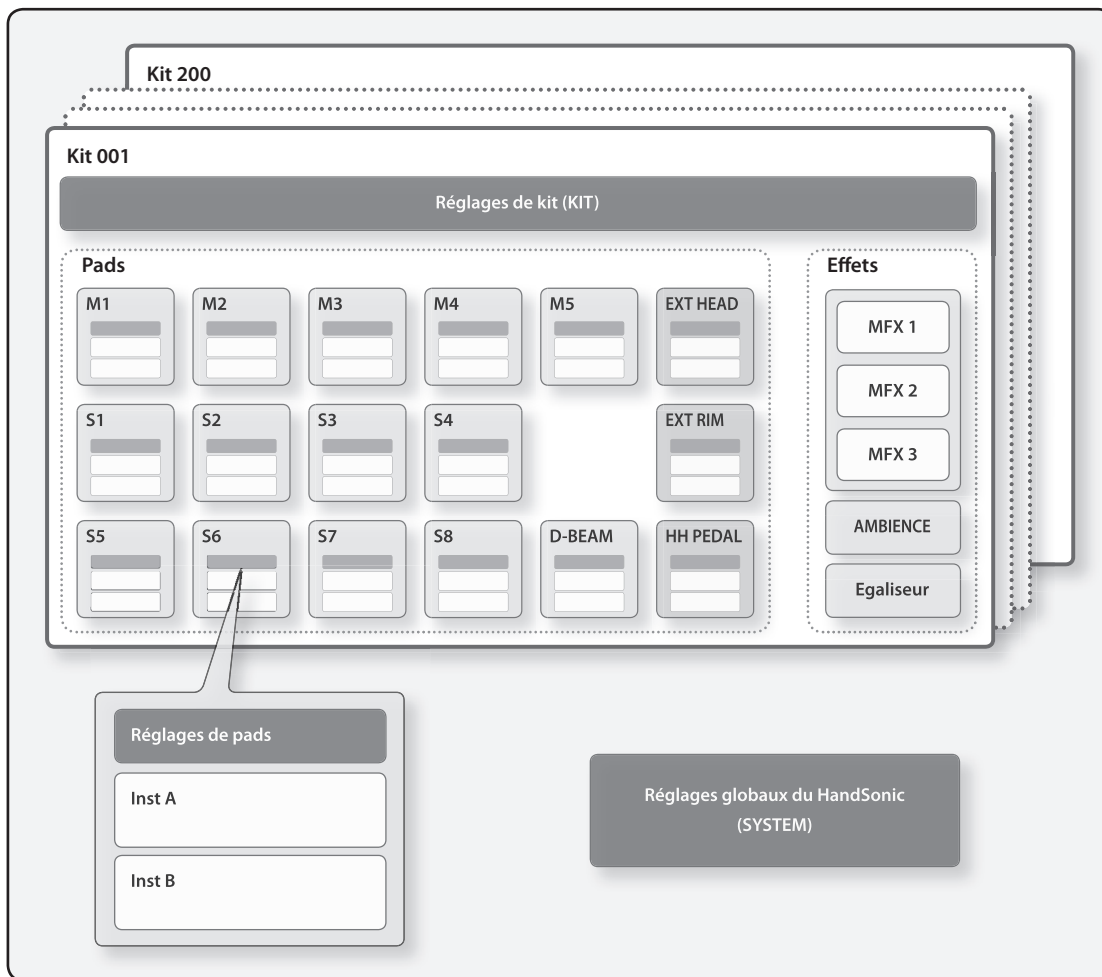 Kit 200
Kit 001
Réglages de kit (KIT)
Pads
Effets
M1
M2
M3
M4
M5
EXT HEAD
MFX 1
MFX 2
MFX 3
S1
S2
S3
S4
EXT RIM
S5
S6
S7
S8
D-BEAM
HH PEDAL
AMBIENCE
Egaliseur
Réglages de pads
Inst A
Inst B
Réglages globaux du HandSonic
(SYSTEM)